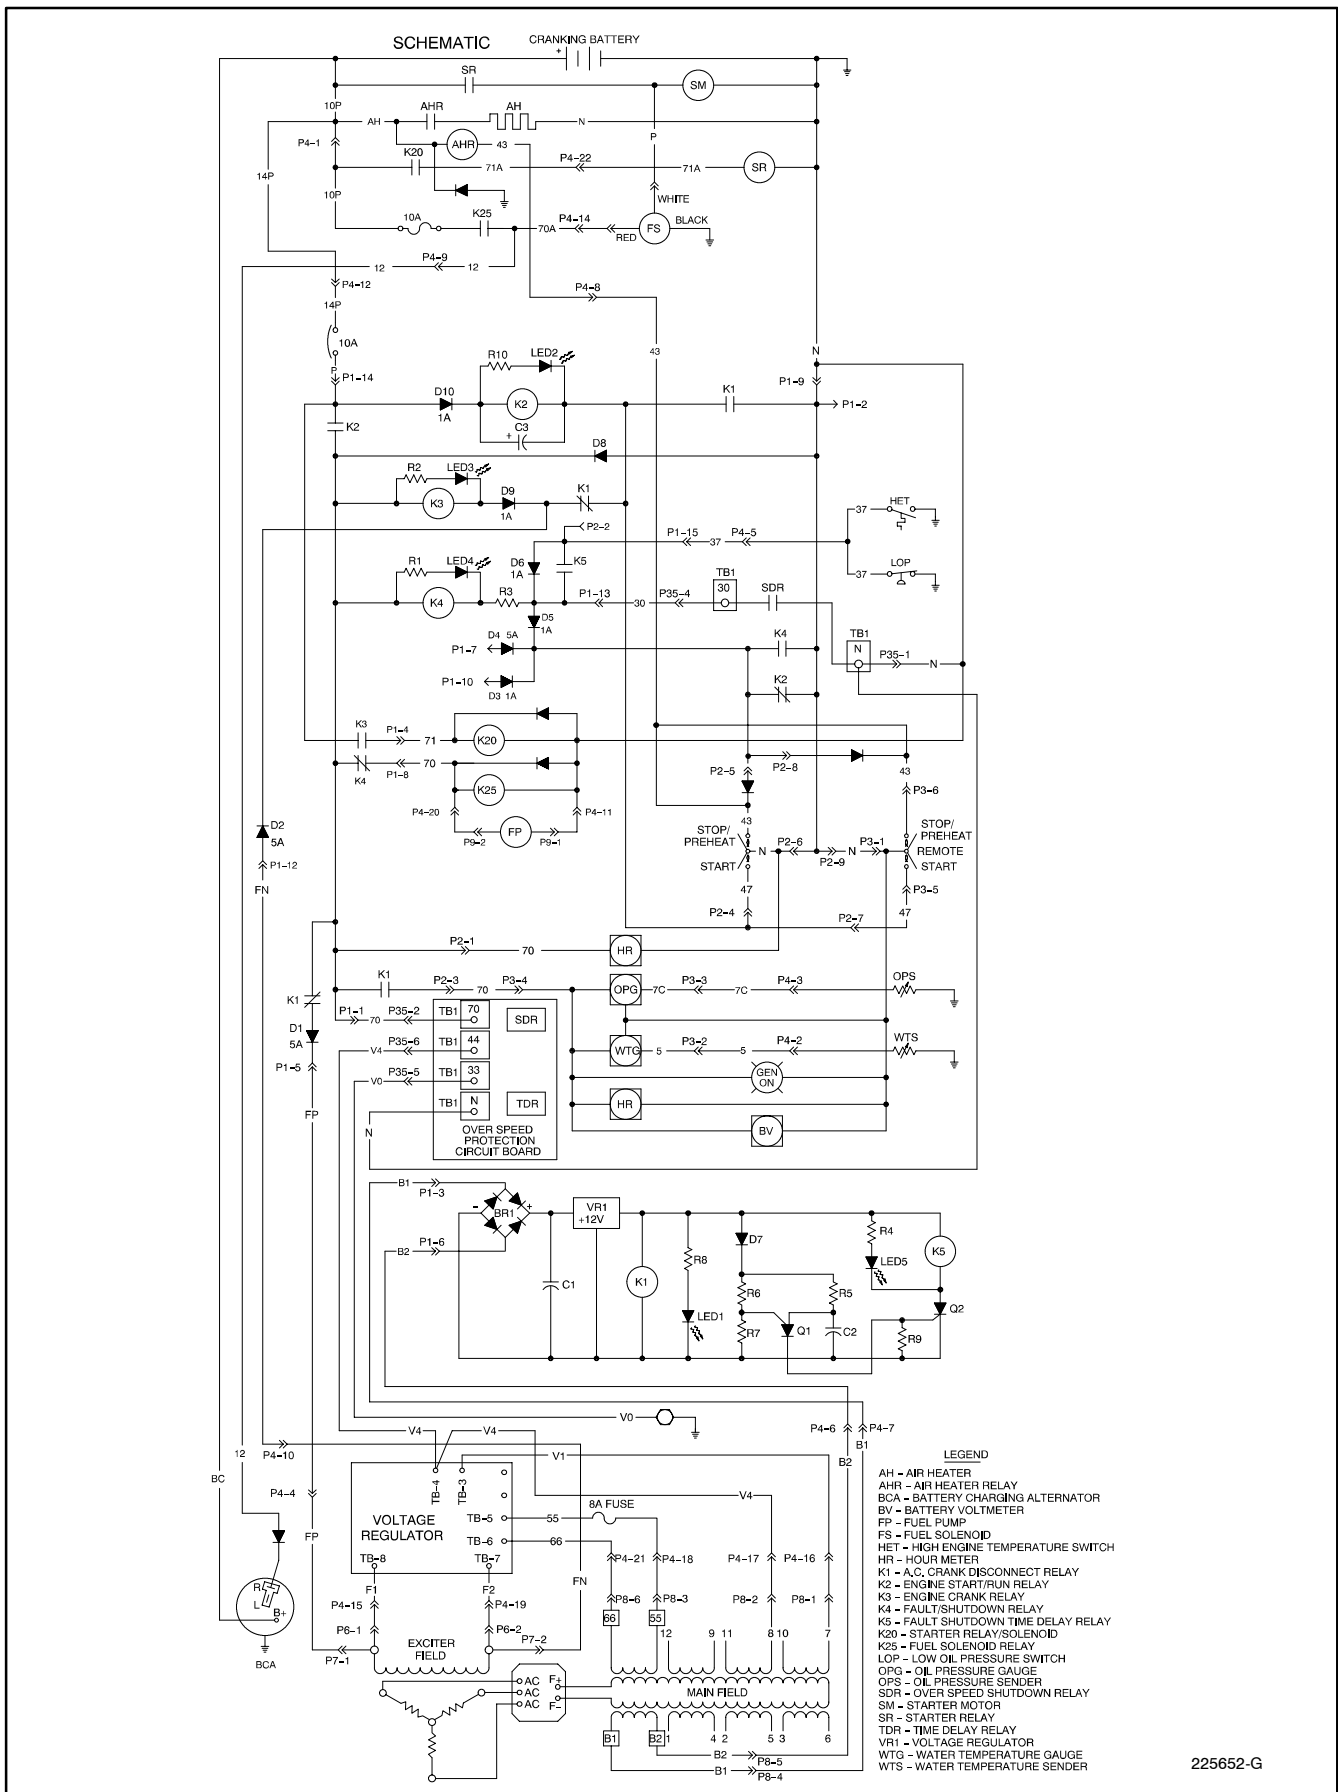 SCHEMATIC
CRANKING BATTERY
+
SR
SM
10P
AH
AHR
AH
N
P4-1
AHR
43
P
K20
P4-22
71A
71A
SR
14P
10P
WHITE
10A
K25
70A
P4-14
RED
FS
BLACK
12
P4-9
12
P4-12
P4-8
14P
10A
43
N
P
P1-14
R10
LED2
D10
1A
K2
K1
P1-9
P1-2
K2
C3
+
D8
R2
LED3
K3
D9
1A
K1
HET
37
P2-2
P1-15
37
P4-5
R1
LED4
D6
1A
K5
LOP
37
K4
R3
P1-13
30
P35-4
TB1
30
SDR
D5
1A
P1-7
D4 5A
K4
TB1
N
P35-1
N
P1-10
D3 1A
K2
K3
P1-4
71
K20
K4
P1-8
70
K25
P2-5
P2-8
43
P3-6
P4-20
P4-11
P9-2
FP
P9-1
D2
5A
43
STOP/
PREHEAT
START
N
P2-6
P2-9
N
P3-1
STOP/
PREHEAT
REMOTE
START
P1-12
FN
47
P3-5
P2-4
P2-7
47
P2-1
70
HR
K1
P2-3
70
P3-4
OPG
7C
P3-3
7C
P4-3
OPS
K1
P1-1
70
P35-2
TB1
70
SDR
D1
5A
V4
P35-6
TB1
44
WTG
5
P3-2
5
P4-2
WTS
P1-5
V0
P35-5
TB1
33
GEN
ON
FP
TB1
N
TDR
HR
N
OVER SPEED
PROTECTION
CIRCUIT BOARD
BV
B1
P1-3
-
BR1
+
VR1
+12V
R4
B2
P1-6
D7
R8
LED5
K5
C1
K1
R6
R5
LED1
Q2
R7
Q1
C2
R9
V0
V4
V4
P4-6
P4-7
12
P4-10
V1
B1
B2
BC
P4-4
TB-4
TB-3
V4
8A FUSE
VOLTAGE
REGULATOR
TB-5
55
TB-6
66
TB-8
TB-7
P4-21
P4-18
P4-17
P4-16
FP
F1
F2
FN
R
L
B+
P4-15
P4-19
P8-6
P8-3
P8-2
P8-1
66
55
P6-1
P6-2
12
9
11
8
10
7
P7-1
EXCITER
FIELD
P7-2
BCA
AC
AC
AC
F+
F-
MAIN FIELD
B1
B2
1
4
2
5
3
6
B2
P8-5
B1
P8-4
LEGEND
AH - AIR HEATER
AHR - AIR HEATER RELAY
BCA - BATTERY CHARGING ALTERNATOR
BV - BATTERY VOLTMETER
FP - FUEL PUMP
FS - FUEL SOLENOID
HET - HIGH ENGINE TEMPERATURE SWITCH
HR - HOUR METER
K1 - A.C. CRANK DISCONNECT RELAY
K2 - ENGINE START/RUN RELAY
K3 - ENGINE CRANK RELAY
K4 - FAULT/SHUTDOWN RELAY
K5 - FAULT SHUTDOWN TIME DELAY RELAY
K20 - STARTER RELAY/SOLENOID
K25 - FUEL SOLENOID RELAY
LOP - LOW OIL PRESSURE SWITCH
OPG - OIL PRESSURE GAUGE
OPS - OIL PRESSURE SENDER
SDR - OVER SPEED SHUTDOWN RELAY
SM - STARTER MOTOR
SR - STARTER RELAY
TDR - TIME DELAY RELAY
VR1 - VOLTAGE REGULATOR
WTG - WATER TEMPERATURE GAUGE
WTS - WATER TEMPERATURE SENDER
225652-G